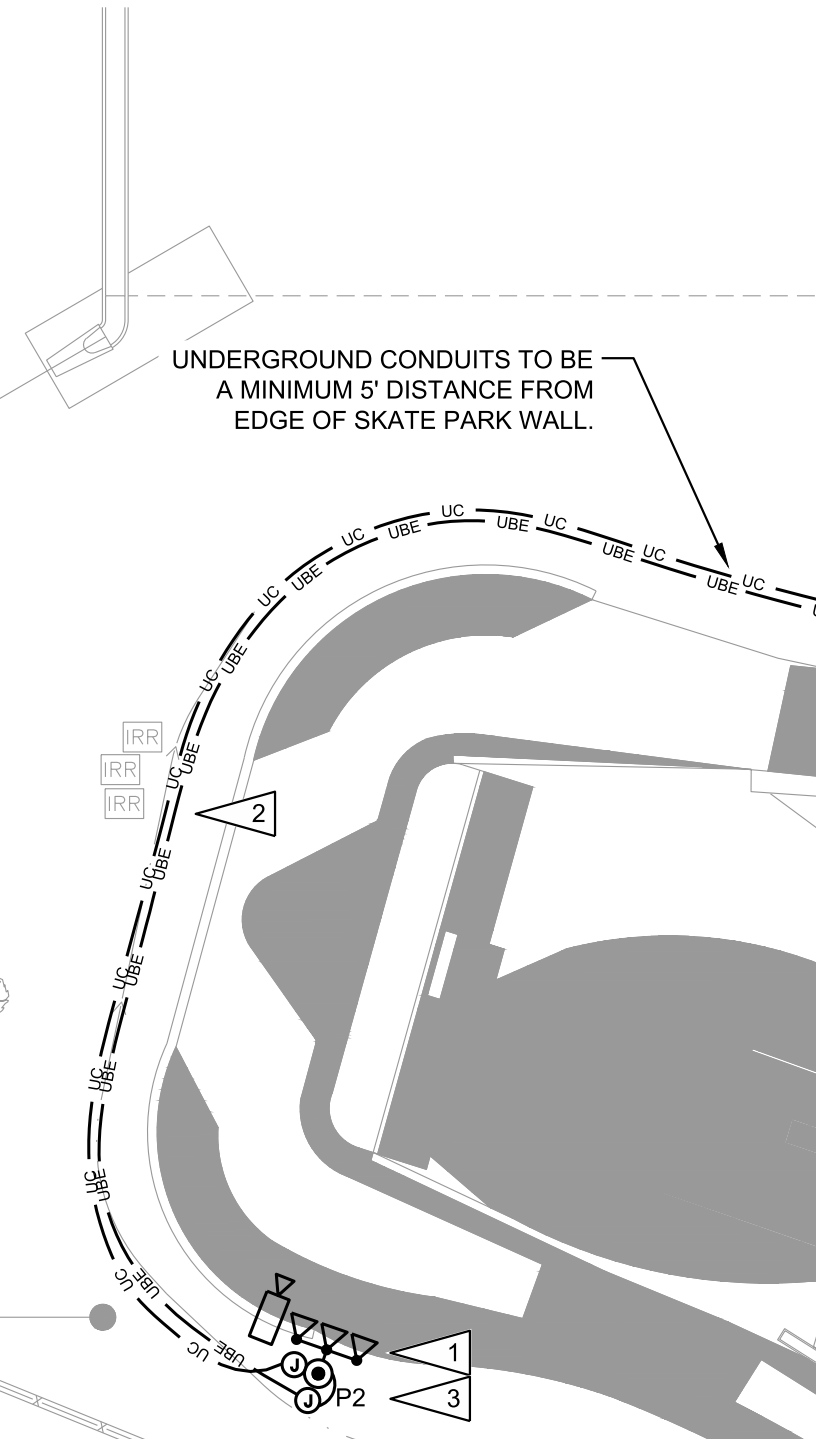 UNDERGROUND CONDUITS TO BE
A MINIMUM 5' DISTANCE FROM
EDGE OF SKATE PARK WALL.
UC
UBE
UC
UBE
UC
UBE
UC
UBE
UC
UBE
UC
UBE
UC
UBE
IRR
IRR
IRR
UC
UBE
2
UC
UBE
UC
UBE
UC
UBE
UC
UBE
UC
UBE
UC
UBE
1
J
J
P2
3